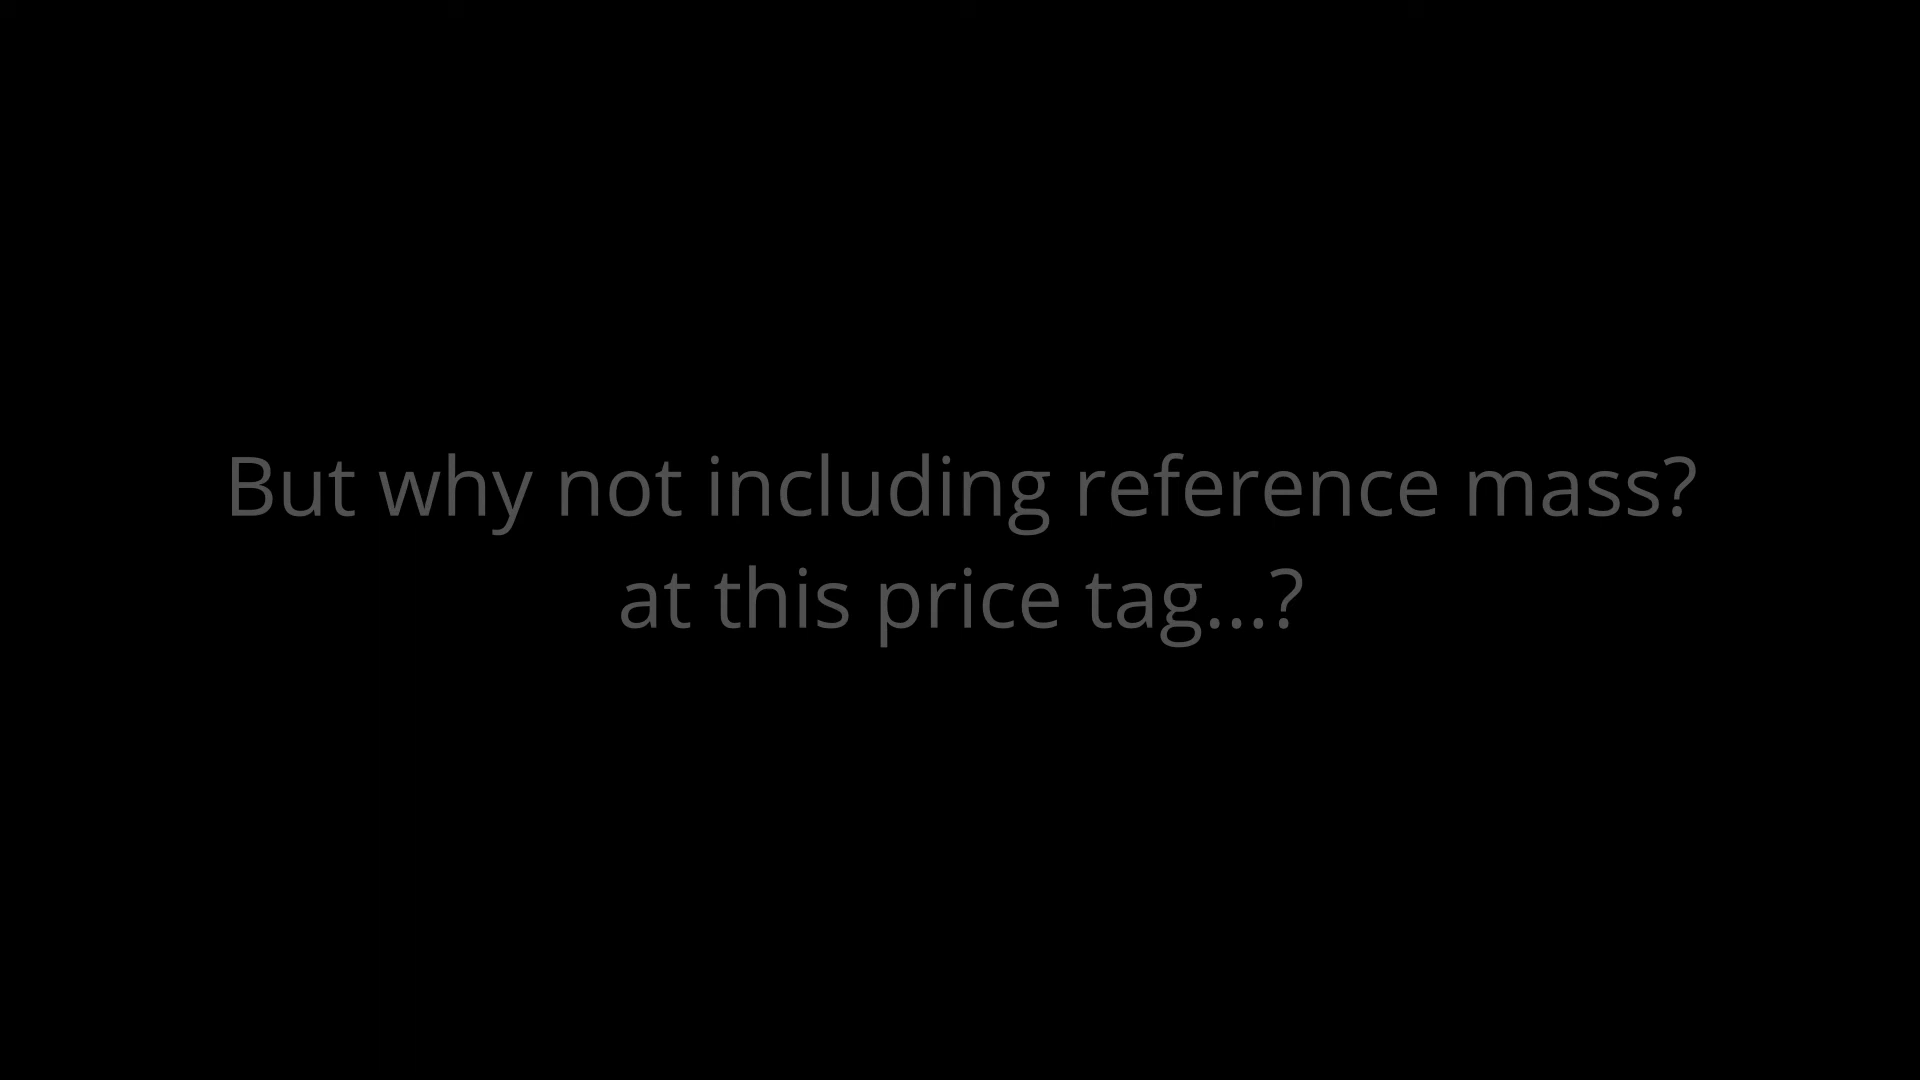 But why not including reference mass?
at this price tag...?